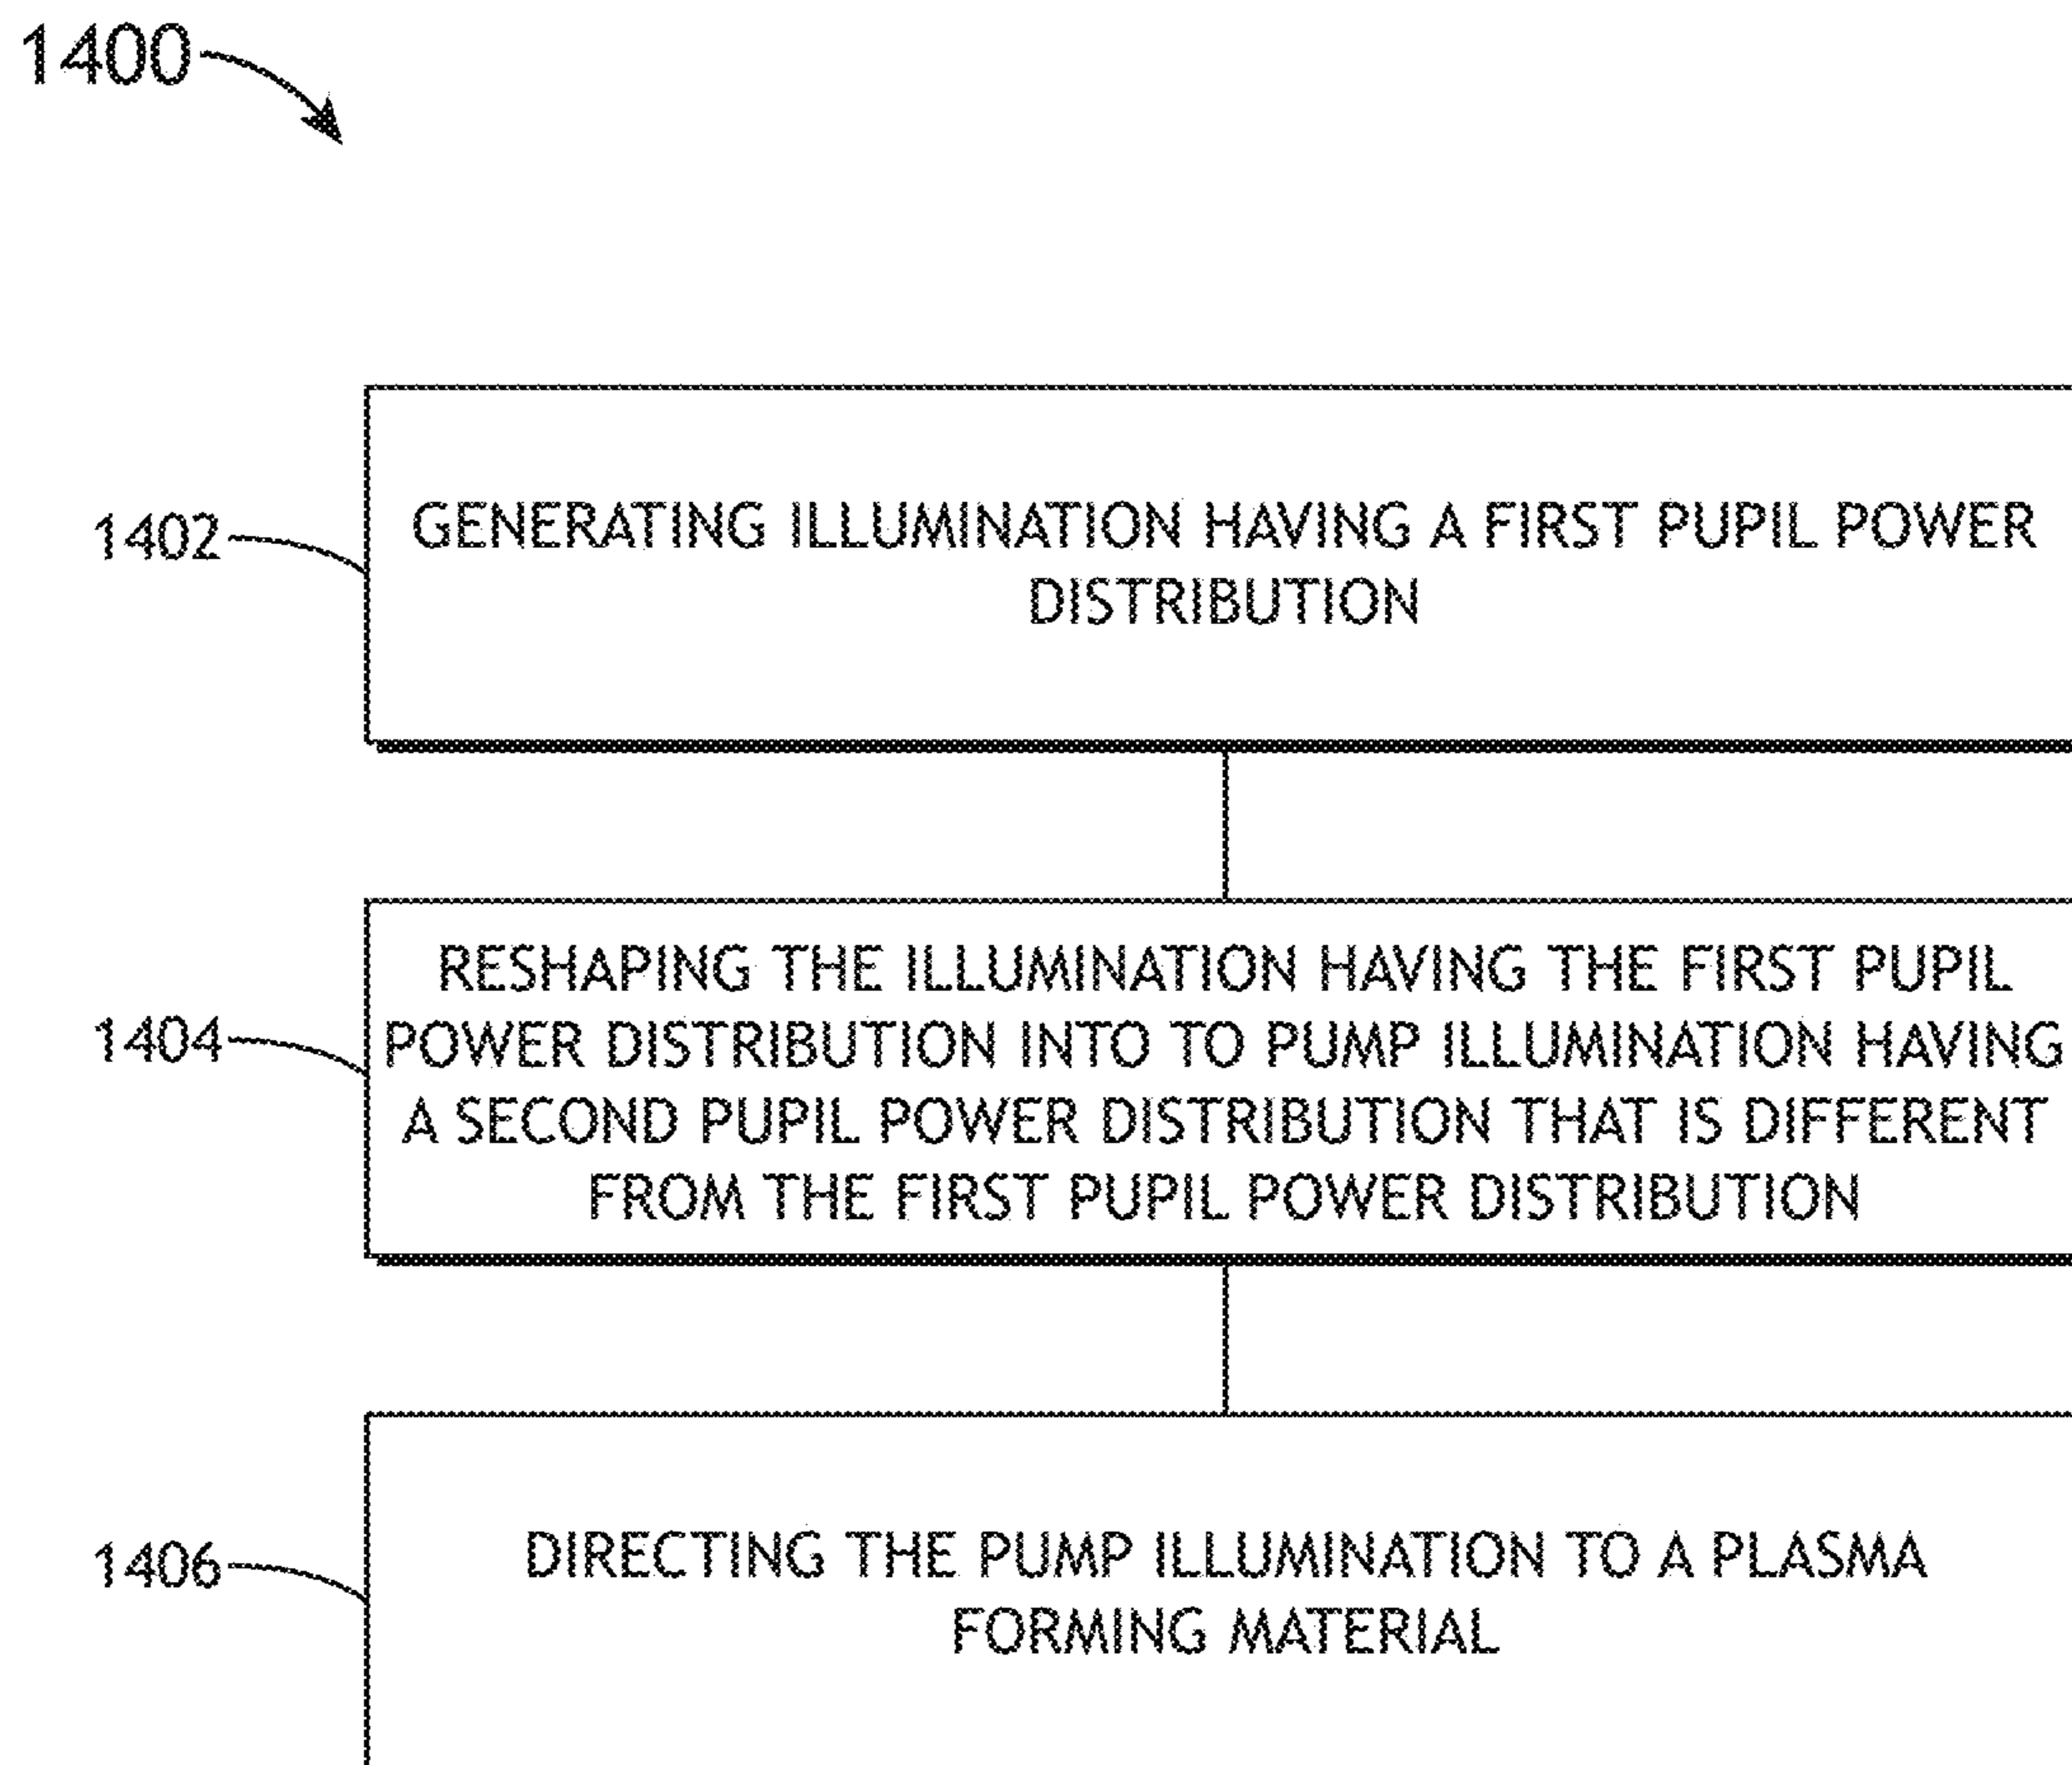 1400
1402
GENERATING ILLUMINATION HAVING A FIRST PUPIL POWER
DISTRIBUTION
1404
RESHAPING THE ILLUMINATION HAVING THE FIRST PUPIL
POWER DISTRIBUTION INTO TO PUMP ILLUMINATION HAVING
A SECOND PUPIL POWER DISTRIBUTION THAT IS DIFFERENT
FROM THE FIRST PUPIL POWER DISTRIBUTION
1406
DIRECTING THE PUMP ILLUMINATION TO A PLASMA
FORMING MATERIAL